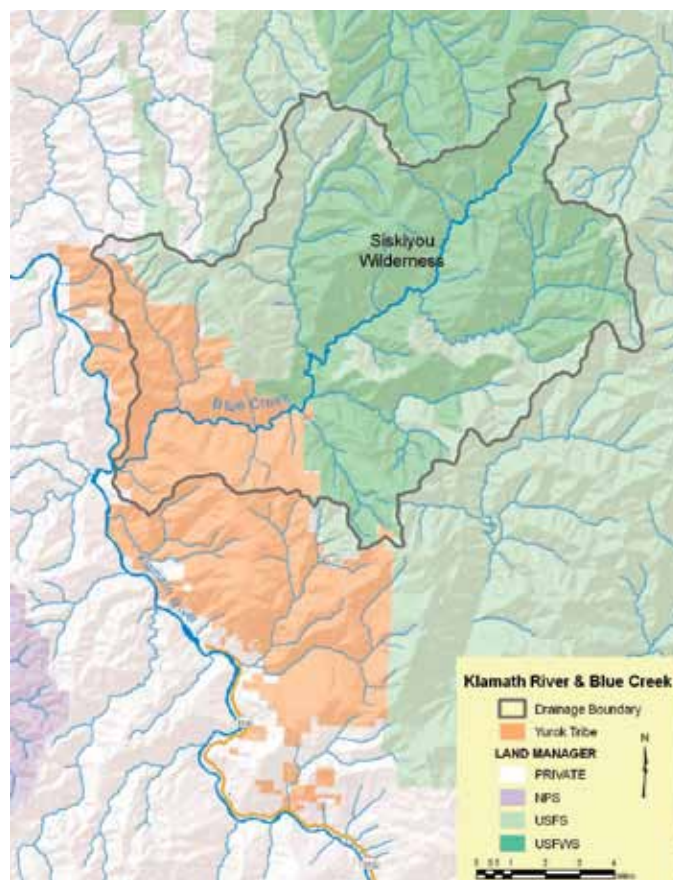 Siskiyou
Wilderness
Blue Creek
Klamath River & Blue Creek
Drainage Boundary
Yurok Tribe
LAND MANAGER
PRIVATE
NPS
USFS
USFWS
N